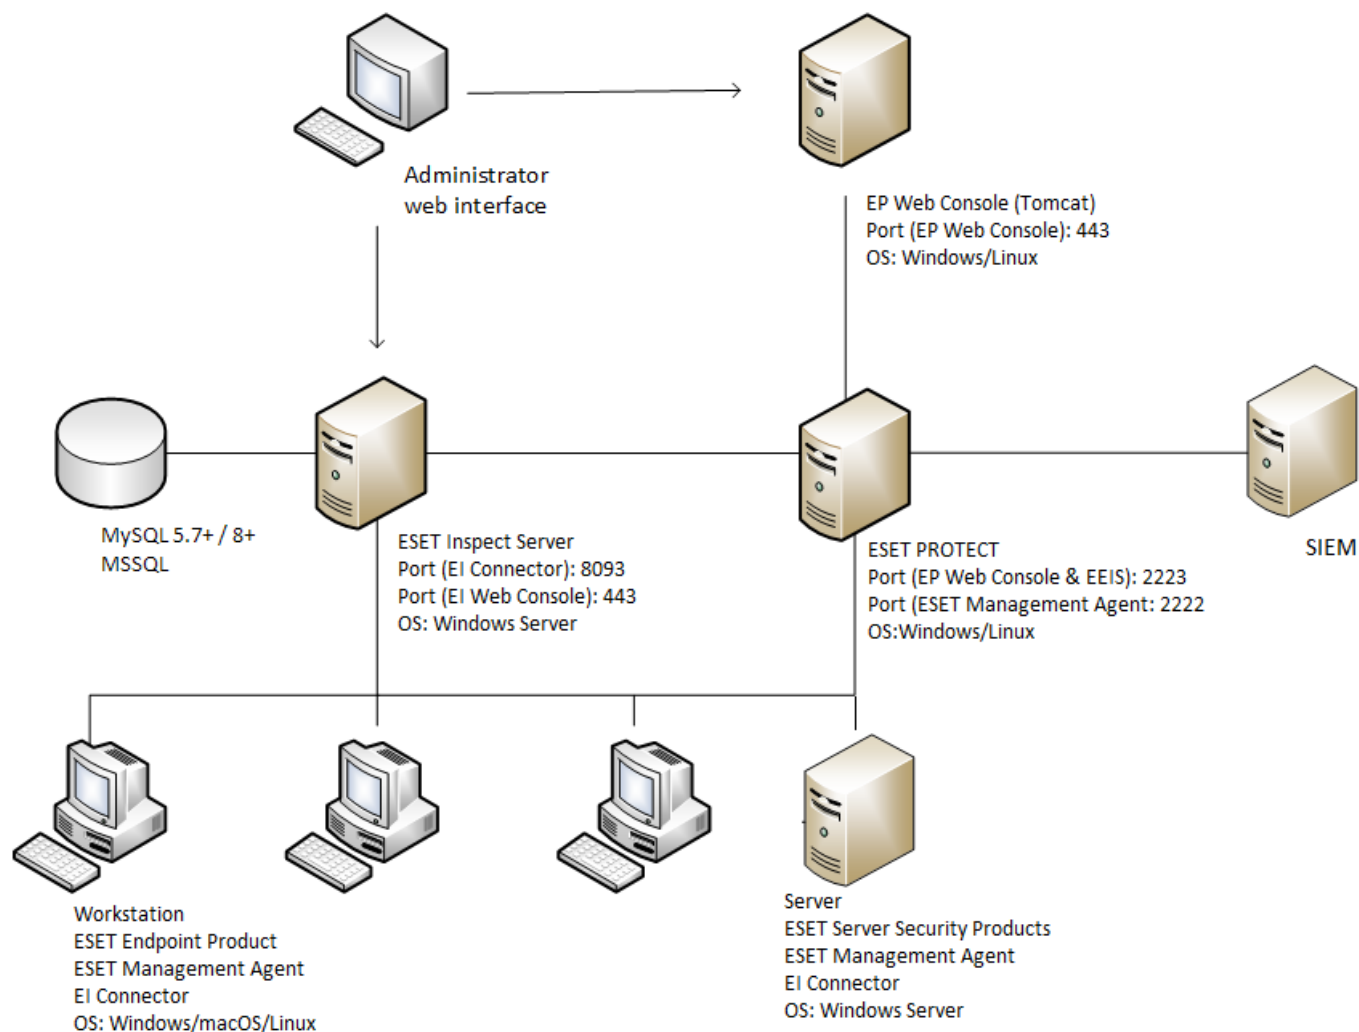 Administrator
web interface
EP Web Console (Tomcat)
Port (EP Web Console): 443
OS: Windows/Linux
MySQL 5.7+ / 8+
MSSQL
ESET Inspect Server
Port (EI Connector): 8093
Port (EI Web Console): 443
OS: Windows Server
ESET PROTECT
Port (EP Web Console & EEIS): 2223
Port (ESET Management Agent: 2222
OS:Windows/Linux
SIEM
Workstation
ESET Endpoint Product
ESET Management Agent
EI Connector
OS: Windows/macOS/Linux
Server
ESET Server Security Products
ESET Management Agent
EI Connector
OS: Windows Server